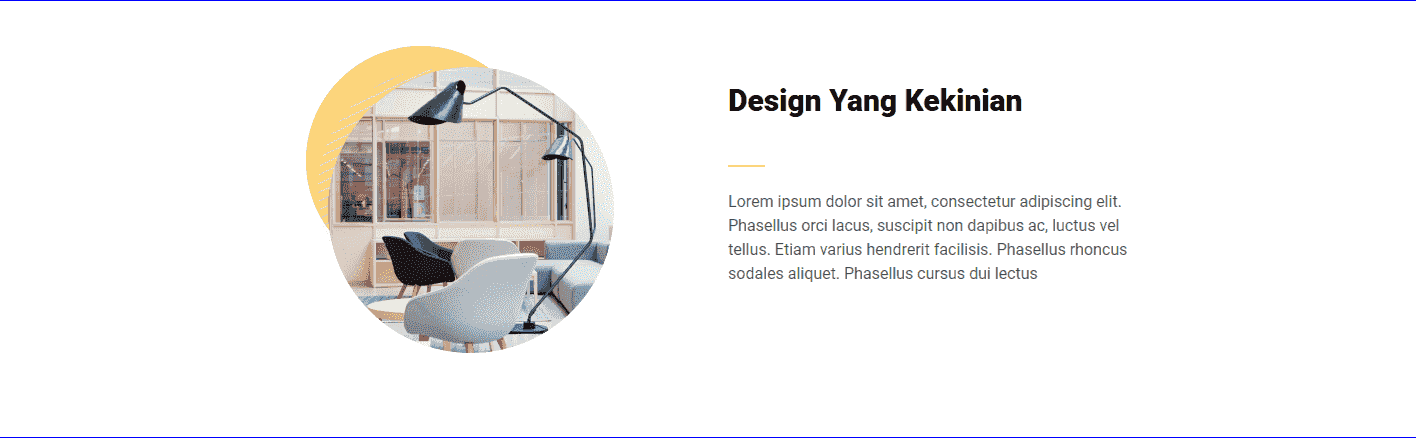 Design Yang Kekinian
Lorem ipsum dolor sit amet, consectetur adipiscing elit.
Phasellus orci lacus, suscipit non dapibus ac, luctus vel
tellus. Etiam varius hendrerit facilisis. Phasellus rhoncus
sodales aliquet. Phasellus cursus dui lectus